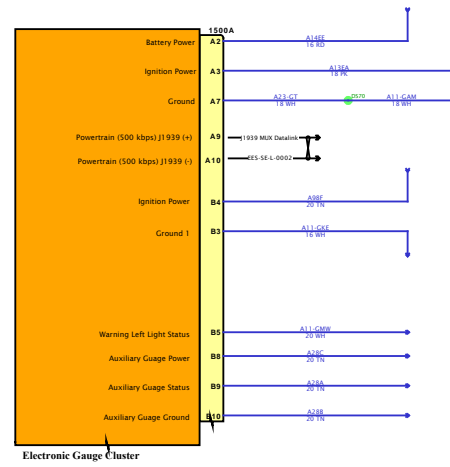 1500A
Battery Power A2 A14EE
16 RD
Ignition Power A3 A13EA
18 PK
Ground A7 A23-GT DS70 A11-GAM
18 WH 18 WH
Powertrain (500 kbps) J1939 (+) A9 J1939 MUX Datalink
Powertrain (500 kbps) J1939 (-) A10 EES-SE-L-0002
Ignition Power B4 A98F
20 TN
Ground 1 B3 A11-GKE
16 WH
Warning Left Light Status B5 A11-GMW
20 WH
Auxiliary Guage Power B8 A28C
20 TN
Auxiliary Guage Status B9 A28A
20 TN
Auxiliary Guage Ground B10 A28B
20 TN
Electronic Gauge Cluster